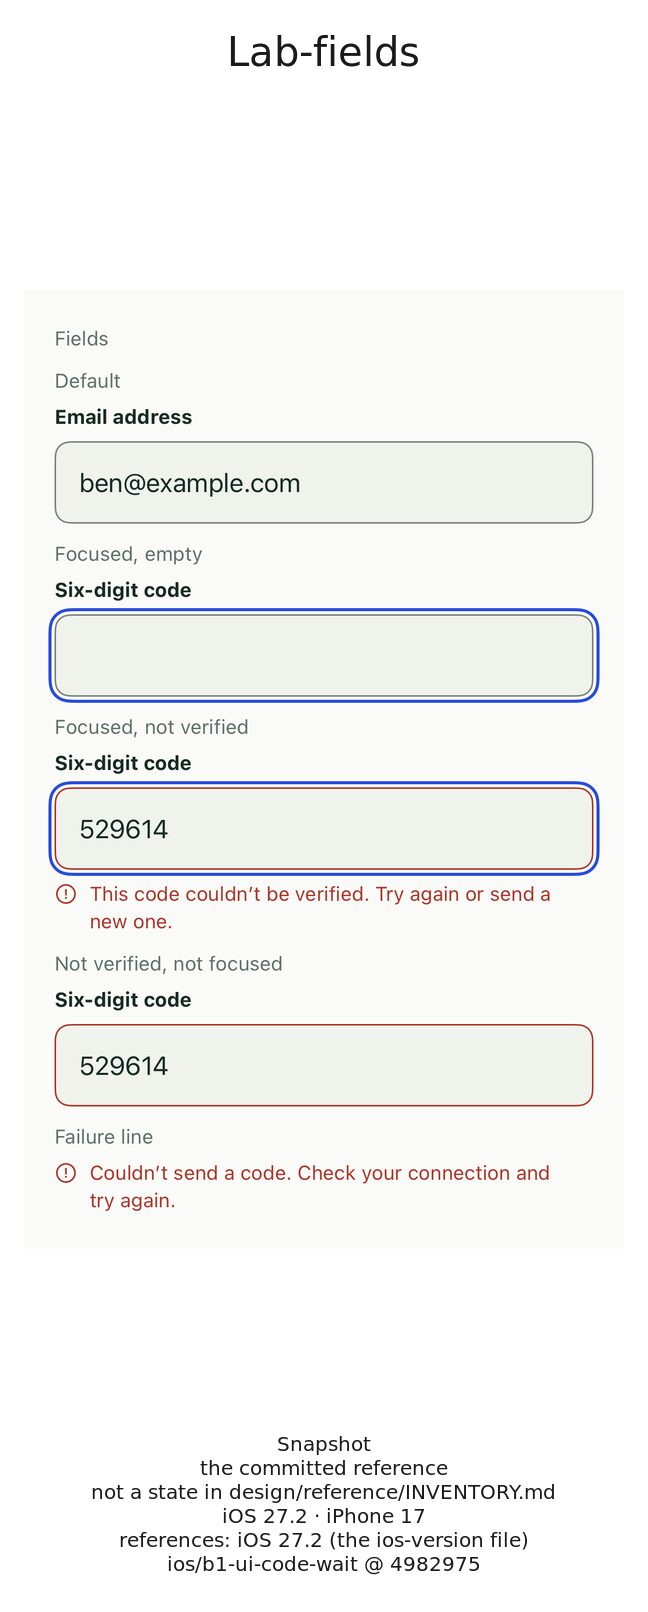 Lab-fields
Fields
Default
Email address
ben@example.com
Focused, empty
Six-digit code
Focused, not verified
Six-digit code
529614
This code couldn’t be verified. Try again or send a
new one.
Not verified, not focused
Six-digit code
529614
Failure line
Couldn’t send a code. Check your connection and
try again.
Snapshot
the committed reference
not a state in design/reference/INVENTORY.md
iOS 27.2 · iPhone 17
references: iOS 27.2 (the ios-version file)
ios/b1-ui-code-wait @ 4982975